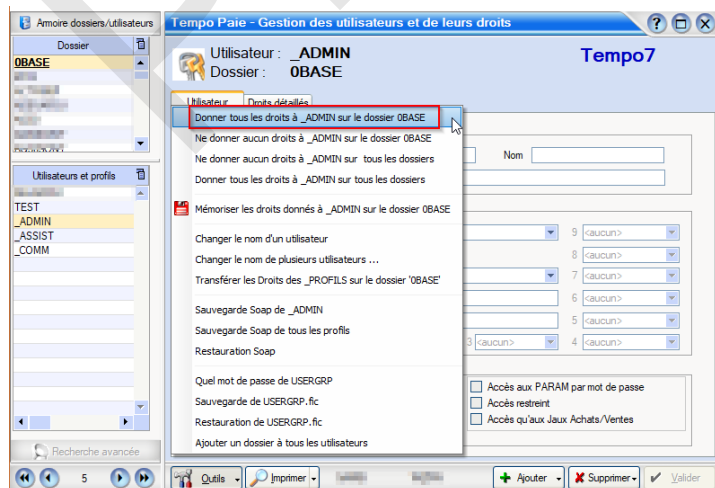 Armoire dossiers/utilisateurs
Dossier
0BASE
Utilisateurs et profils
TEST
_ADMIN
_ASSIST
_COMM
Recherche avancée
5
Tempo Paie - Gestion des utilisateurs et de leurs droits
Utilisateur : _ADMIN
Dossier : 0BASE
Tempo7
Utilisateur Droits détaillés
Donner tous les droits à _ADMIN sur le dossier 0BASE
Ne donner aucun droits à _ADMIN sur le dossier 0BASE
Ne donner aucun droits à _ADMIN sur tous les dossiers
Donner tous les droits à _ADMIN sur tous les dossiers
Mémoriser les droits donnés à _ADMIN sur le dossier 0BASE
Changer le nom d'un utilisateur
Changer le nom de plusieurs utilisateurs ...
Transférer les Droits des _PROFILS sur le dossier '0BASE'
Sauvegarde Soap de _ADMIN
Sauvegarde Soap de tous les profils
Restauration Soap
Quel mot de passe de USERGRP
Sauvegarde de USERGRP.fic
Restauration de USERGRP.fic
Ajouter un dossier à tous les utilisateurs
Nom
9 <aucun>
8 <aucun>
7 <aucun>
6 <aucun>
5 <aucun>
3 <aucun> 4 <aucun>
Accès aux PARAM par mot de passe
Accès restreint
Accès qu'aux Jaux Achats/Ventes
Outils Imprimer Ajouter Supprimer Valider